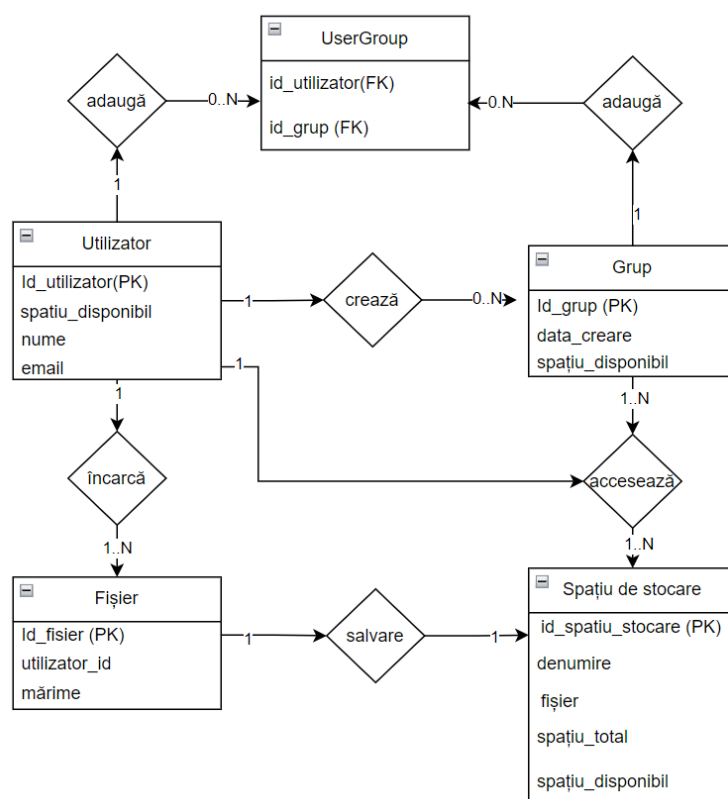 UserGroup
id_utilizator(FK)
id_grup (FK)
adaugă
0..N
0.N
adaugă
1
1
Utilizator
Id_utilizator(PK)
spatiu_disponibil
nume
email
1
crează
0..N
Grup
Id_grup (PK)
data_creare
spațiu_disponibil
1
1
1..N
încarcă
accesează
1..N
1..N
Fișier
Id_fisier (PK)
utilizator_id
mărime
1
salvare
1
Spațiu de stocare
id_spatiu_stocare (PK)
denumire
fișier
spațiu_total
spațiu_disponibil